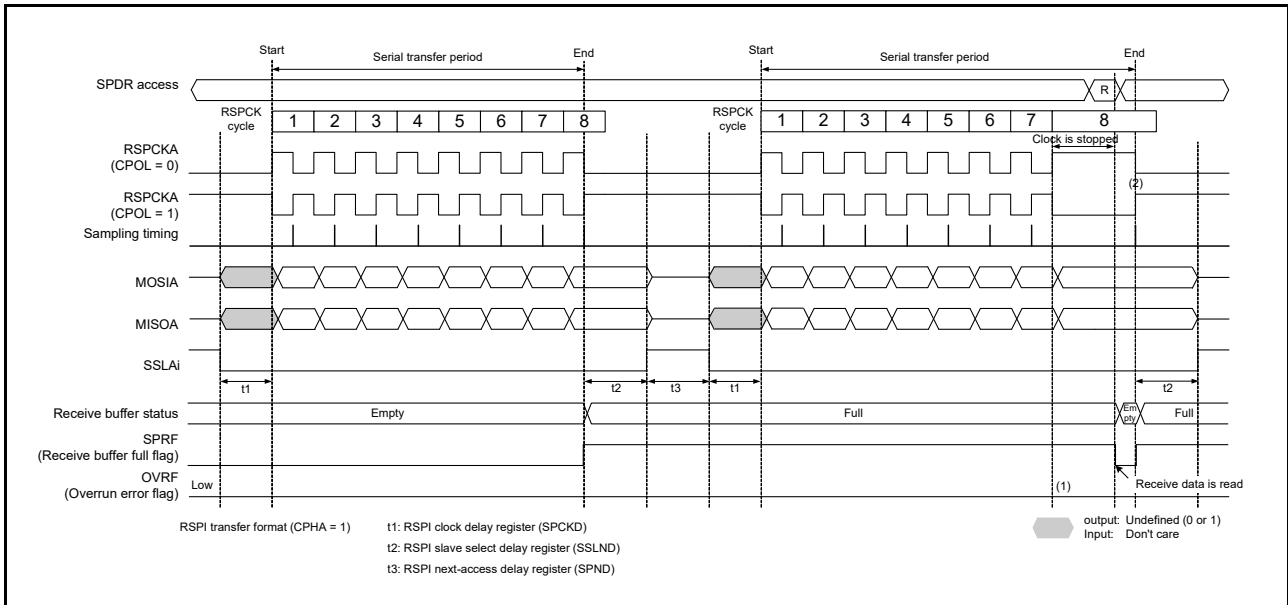 Start Serial transfer period End Start Serial transfer period End
SPDR access R
RSPCK cycle 1 2 3 4 5 6 7 8 RSPCK cycle 1 2 3 4 5 6 7 8
Clock is stopped
RSPCKA
(CPOL = 0)
(2)
RSPCKA
(CPOL = 1)
Sampling timing
MOSIA
MISOA
SSLAi
t1 t2 t3 t1 t2
Receive buffer status Empty Full Em
pty Full
SPRF
(Receive buffer full flag)
OVRF
(Overrun error flag) Low (1) Receive data is read
RSPI transfer format (CPHA = 1) t1: RSPI clock delay register (SPCKD)
t2: RSPI slave select delay register (SSLND)
t3: RSPI next-access delay register (SPND)
output: Undefined (0 or 1)
Input: Don't care